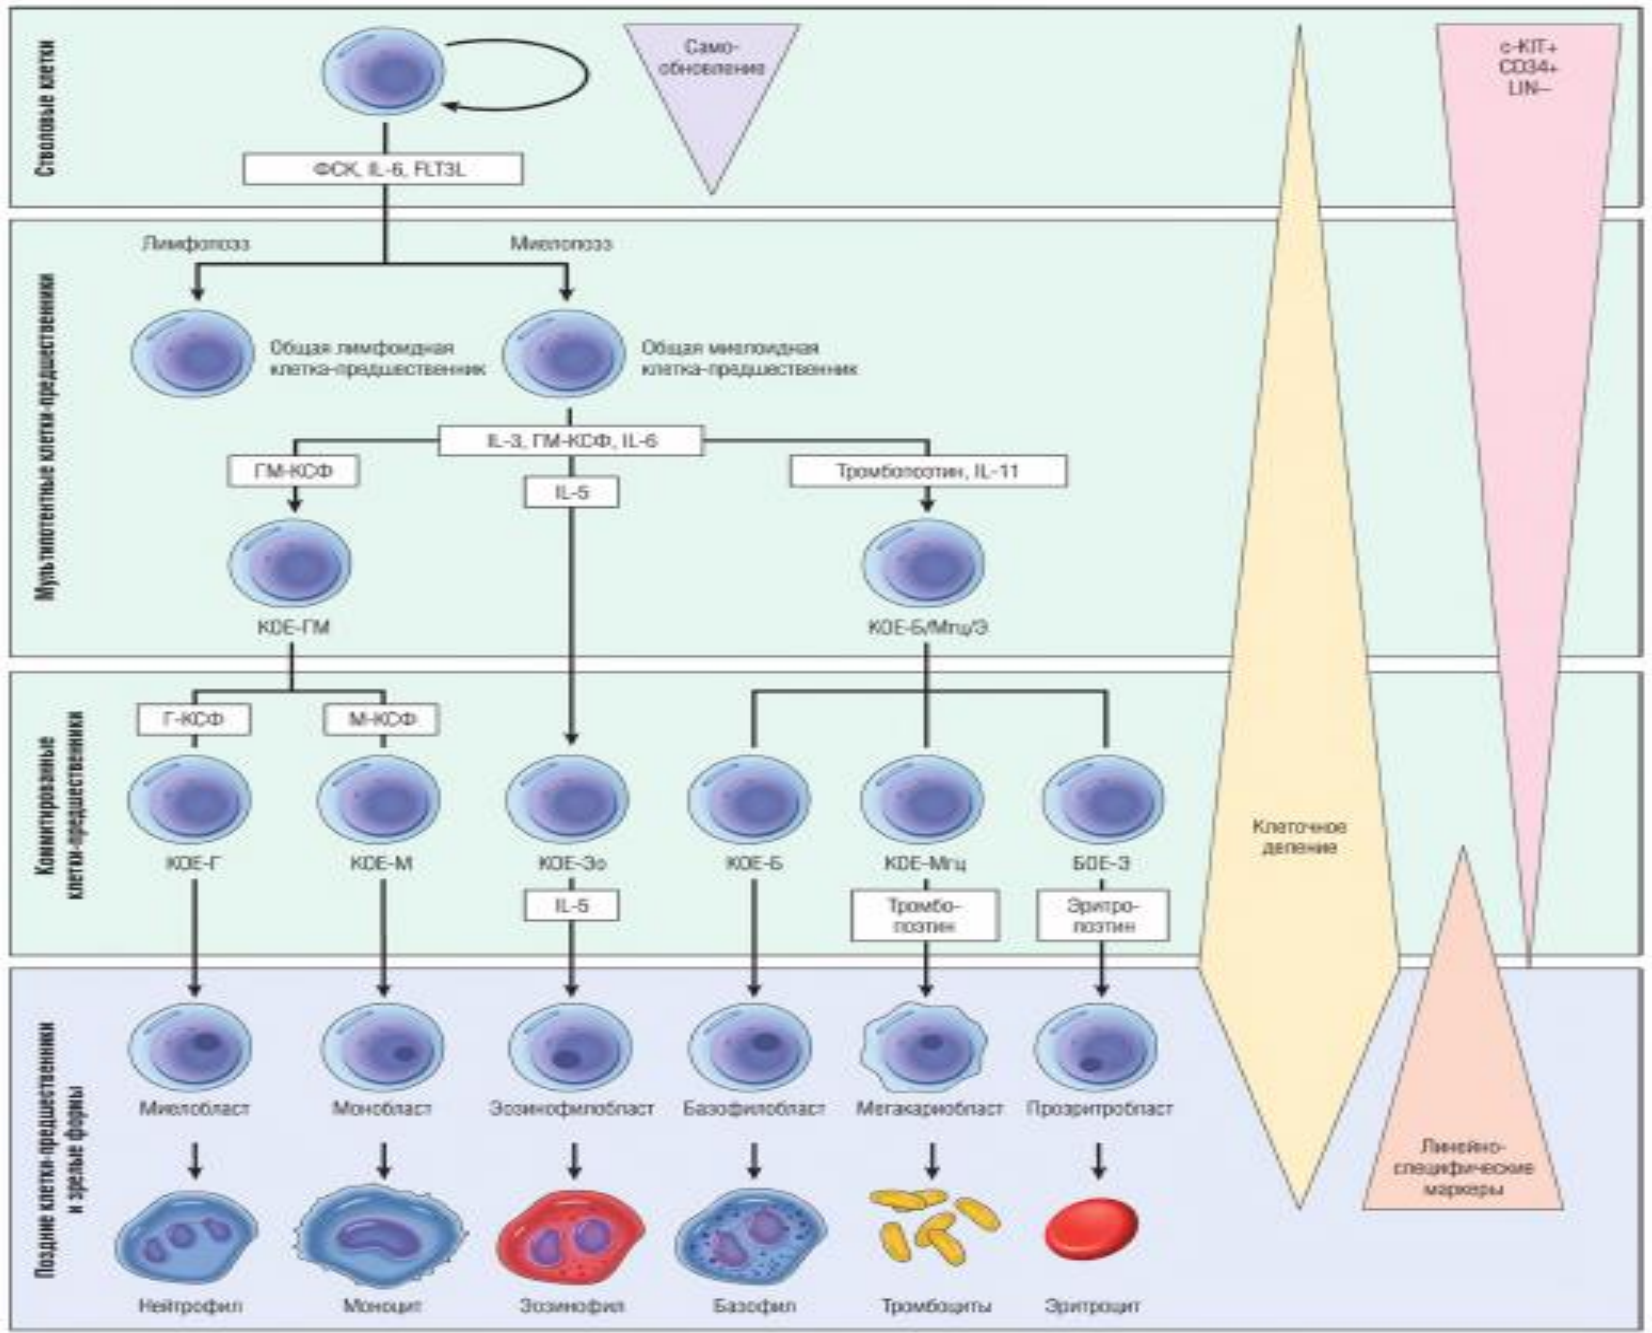 Стволовые клетки
Само-
обновление
c-KIT+
CD34+
LIN–
ФСК, IL-6, FLT3L
Мультипотентные клетки-предшественники
Лимфопоэз
Миелопоэз
Общая лимфоидная
клетка-предшественник
Общая миелоидная
клетка-предшественник
IL-3, ГМ-КСФ, IL-6
ГМ-КСФ
IL-5
Тромбопоэтин, IL-11
КОЕ-ГМ
КОЕ-Б/Мгц/Э
Коммитированные
клетки-предшественники
Г-КСФ
М-КСФ
КОЕ-Г
КОЕ-М
КОЕ-Эо
КОЕ-Б
КОЕ-Мгц
БОЕ-Э
IL-5
Тромбо-
поэтин
Эритро-
поэтин
Клеточное
деление
Поздние клетки-предшественники
и зрелые формы
Миелобласт
Монобласт
Эозинофилобласт
Базофилобласт
Мегакариобласт
Проэритробласт
Линейно-
специфические
маркеры
Нейтрофил
Моноцит
Эозинофил
Базофил
Тромбоциты
Эритроцит